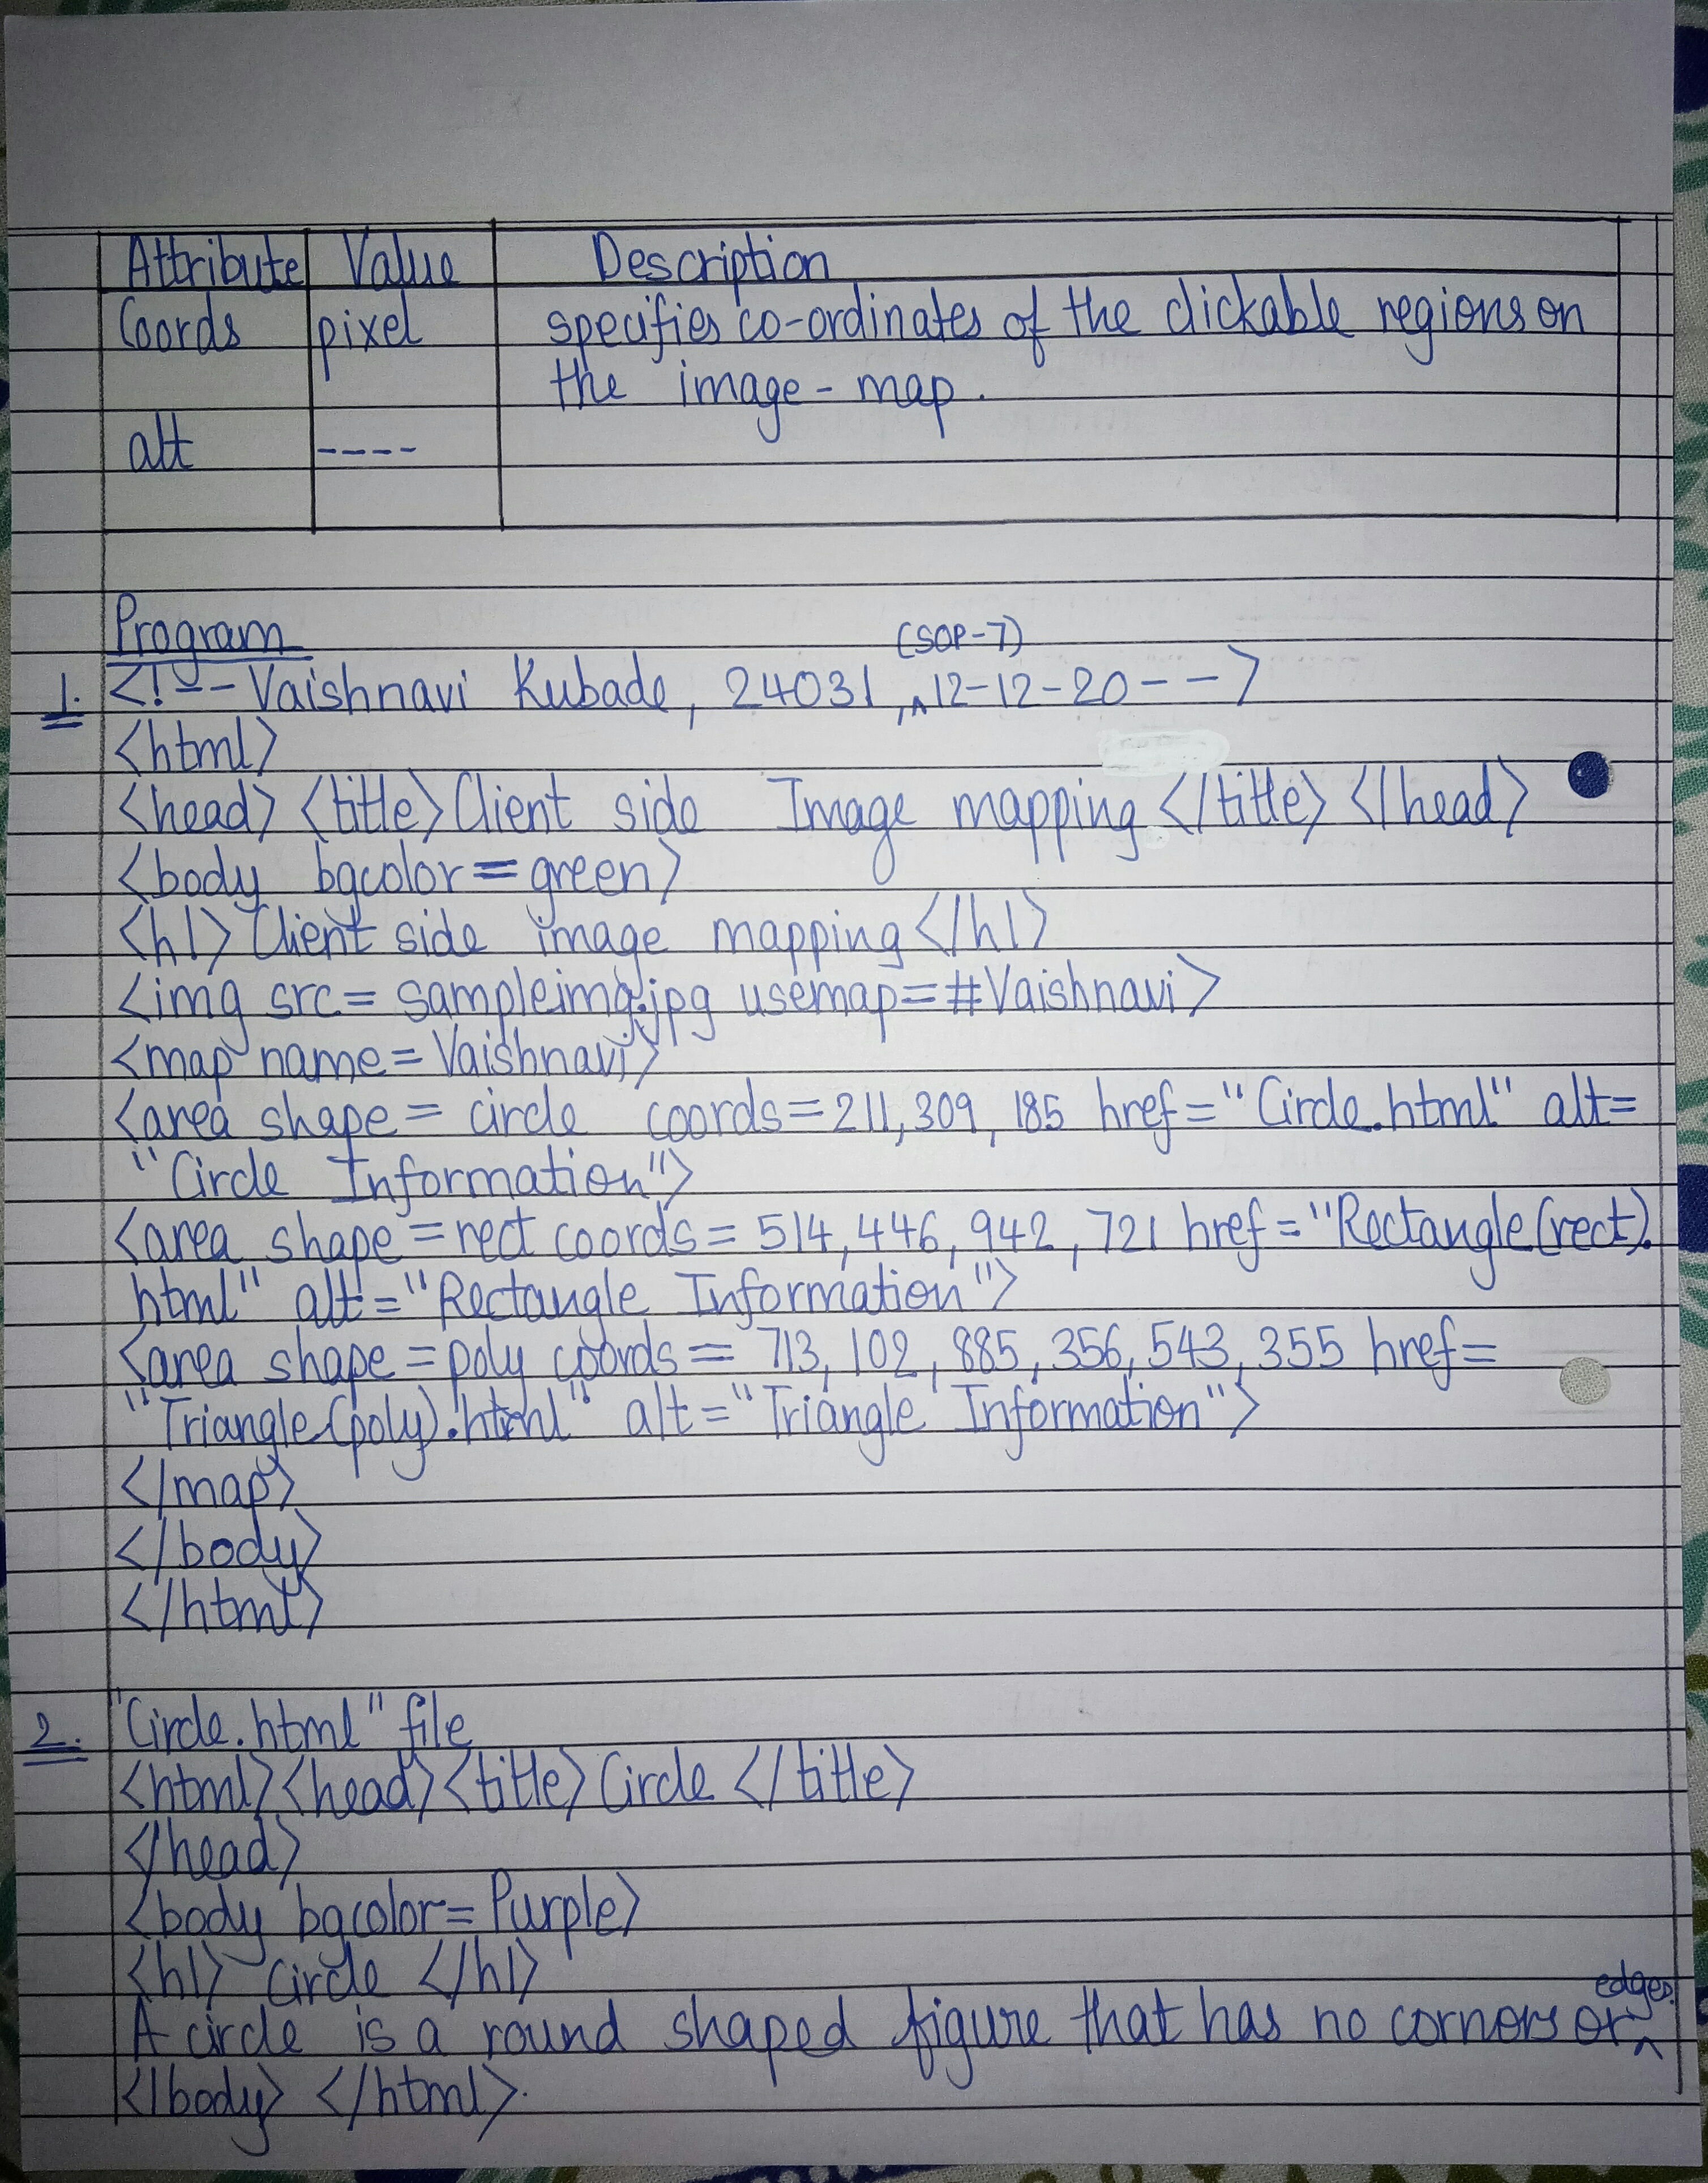 Attribute Value Description
Coords pixel specifies co-ordinates of the clickable regions on
the image-map.
alt ----
Program
(SOP-7)
1. <!-- Vaishnavi Kubade, 24031, ^ 12-12-20-->
<html>
<head> <title> Client side Image mapping </title> </head>
<body bgcolor=green>
<h1> Client side image mapping </h1>
<img src= sampleimg.jpg usemap=#Vaishnavi>
<map name=Vaishnavi>
<area shape= circle coords=211,309,185 href="Circle.html" alt=
"Circle Information">
<area shape=rect coords= 514,446,942,721 href="Rectangle(rect).
html" alt="Rectangle Information">
<area shape=poly coords= 713,102,885,356,543,355 href=
"Triangle(poly).html" alt="Triangle Information">
</map>
</body>
</html>
2. "Circle.html" file
<html><head><title>Circle </title>
</head>
<body bgcolor=Purple>
<h1> Circle </h1>
edges.
A circle is a round shaped figure that has no corners or ^
</body> </html>.